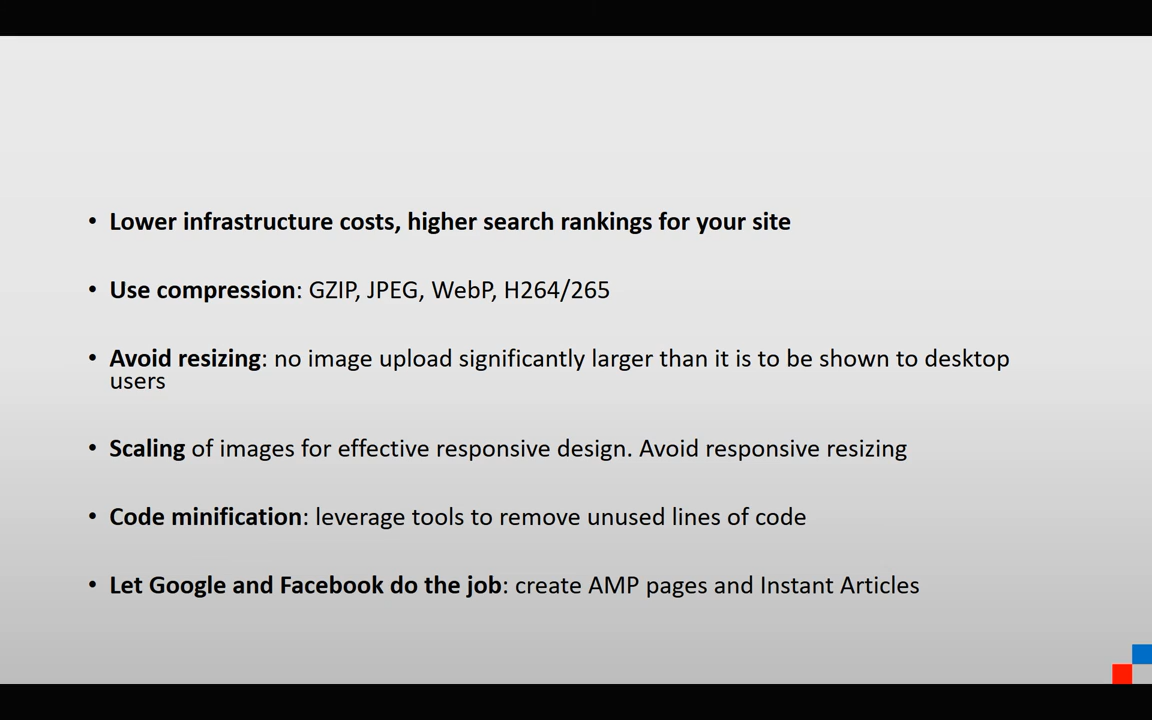 • Lower infrastructure costs, higher search rankings for your site
• Use compression: GZIP, JPEG, WebP, H264/265
• Avoid resizing: no image upload significantly larger than it is to be shown to desktop
users
• Scaling of images for effective responsive design. Avoid responsive resizing
• Code minification: leverage tools to remove unused lines of code
• Let Google and Facebook do the job: create AMP pages and Instant Articles